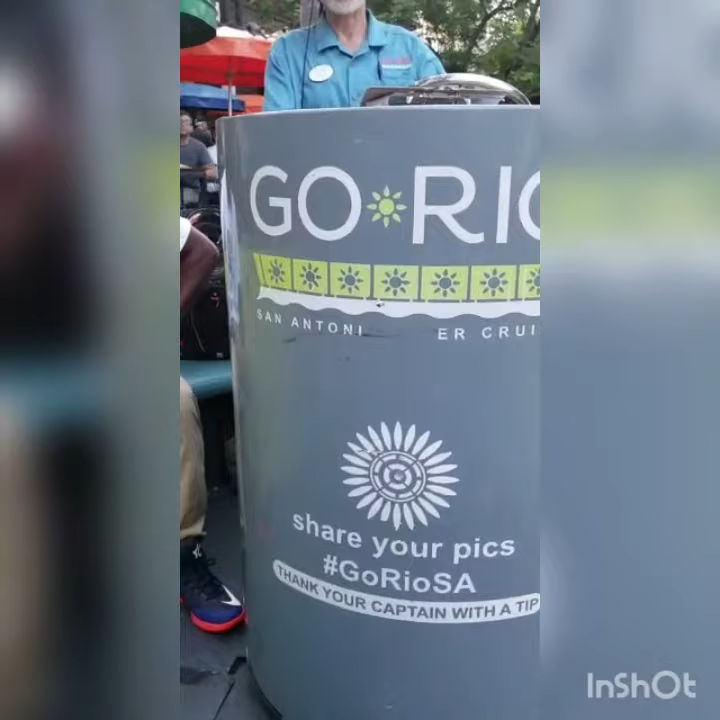 GO RIO
SAN ANTONI ER CRUI
share your pics
#GoRioSA
THANK YOUR CAPTAIN WITH A TIP
InShOt